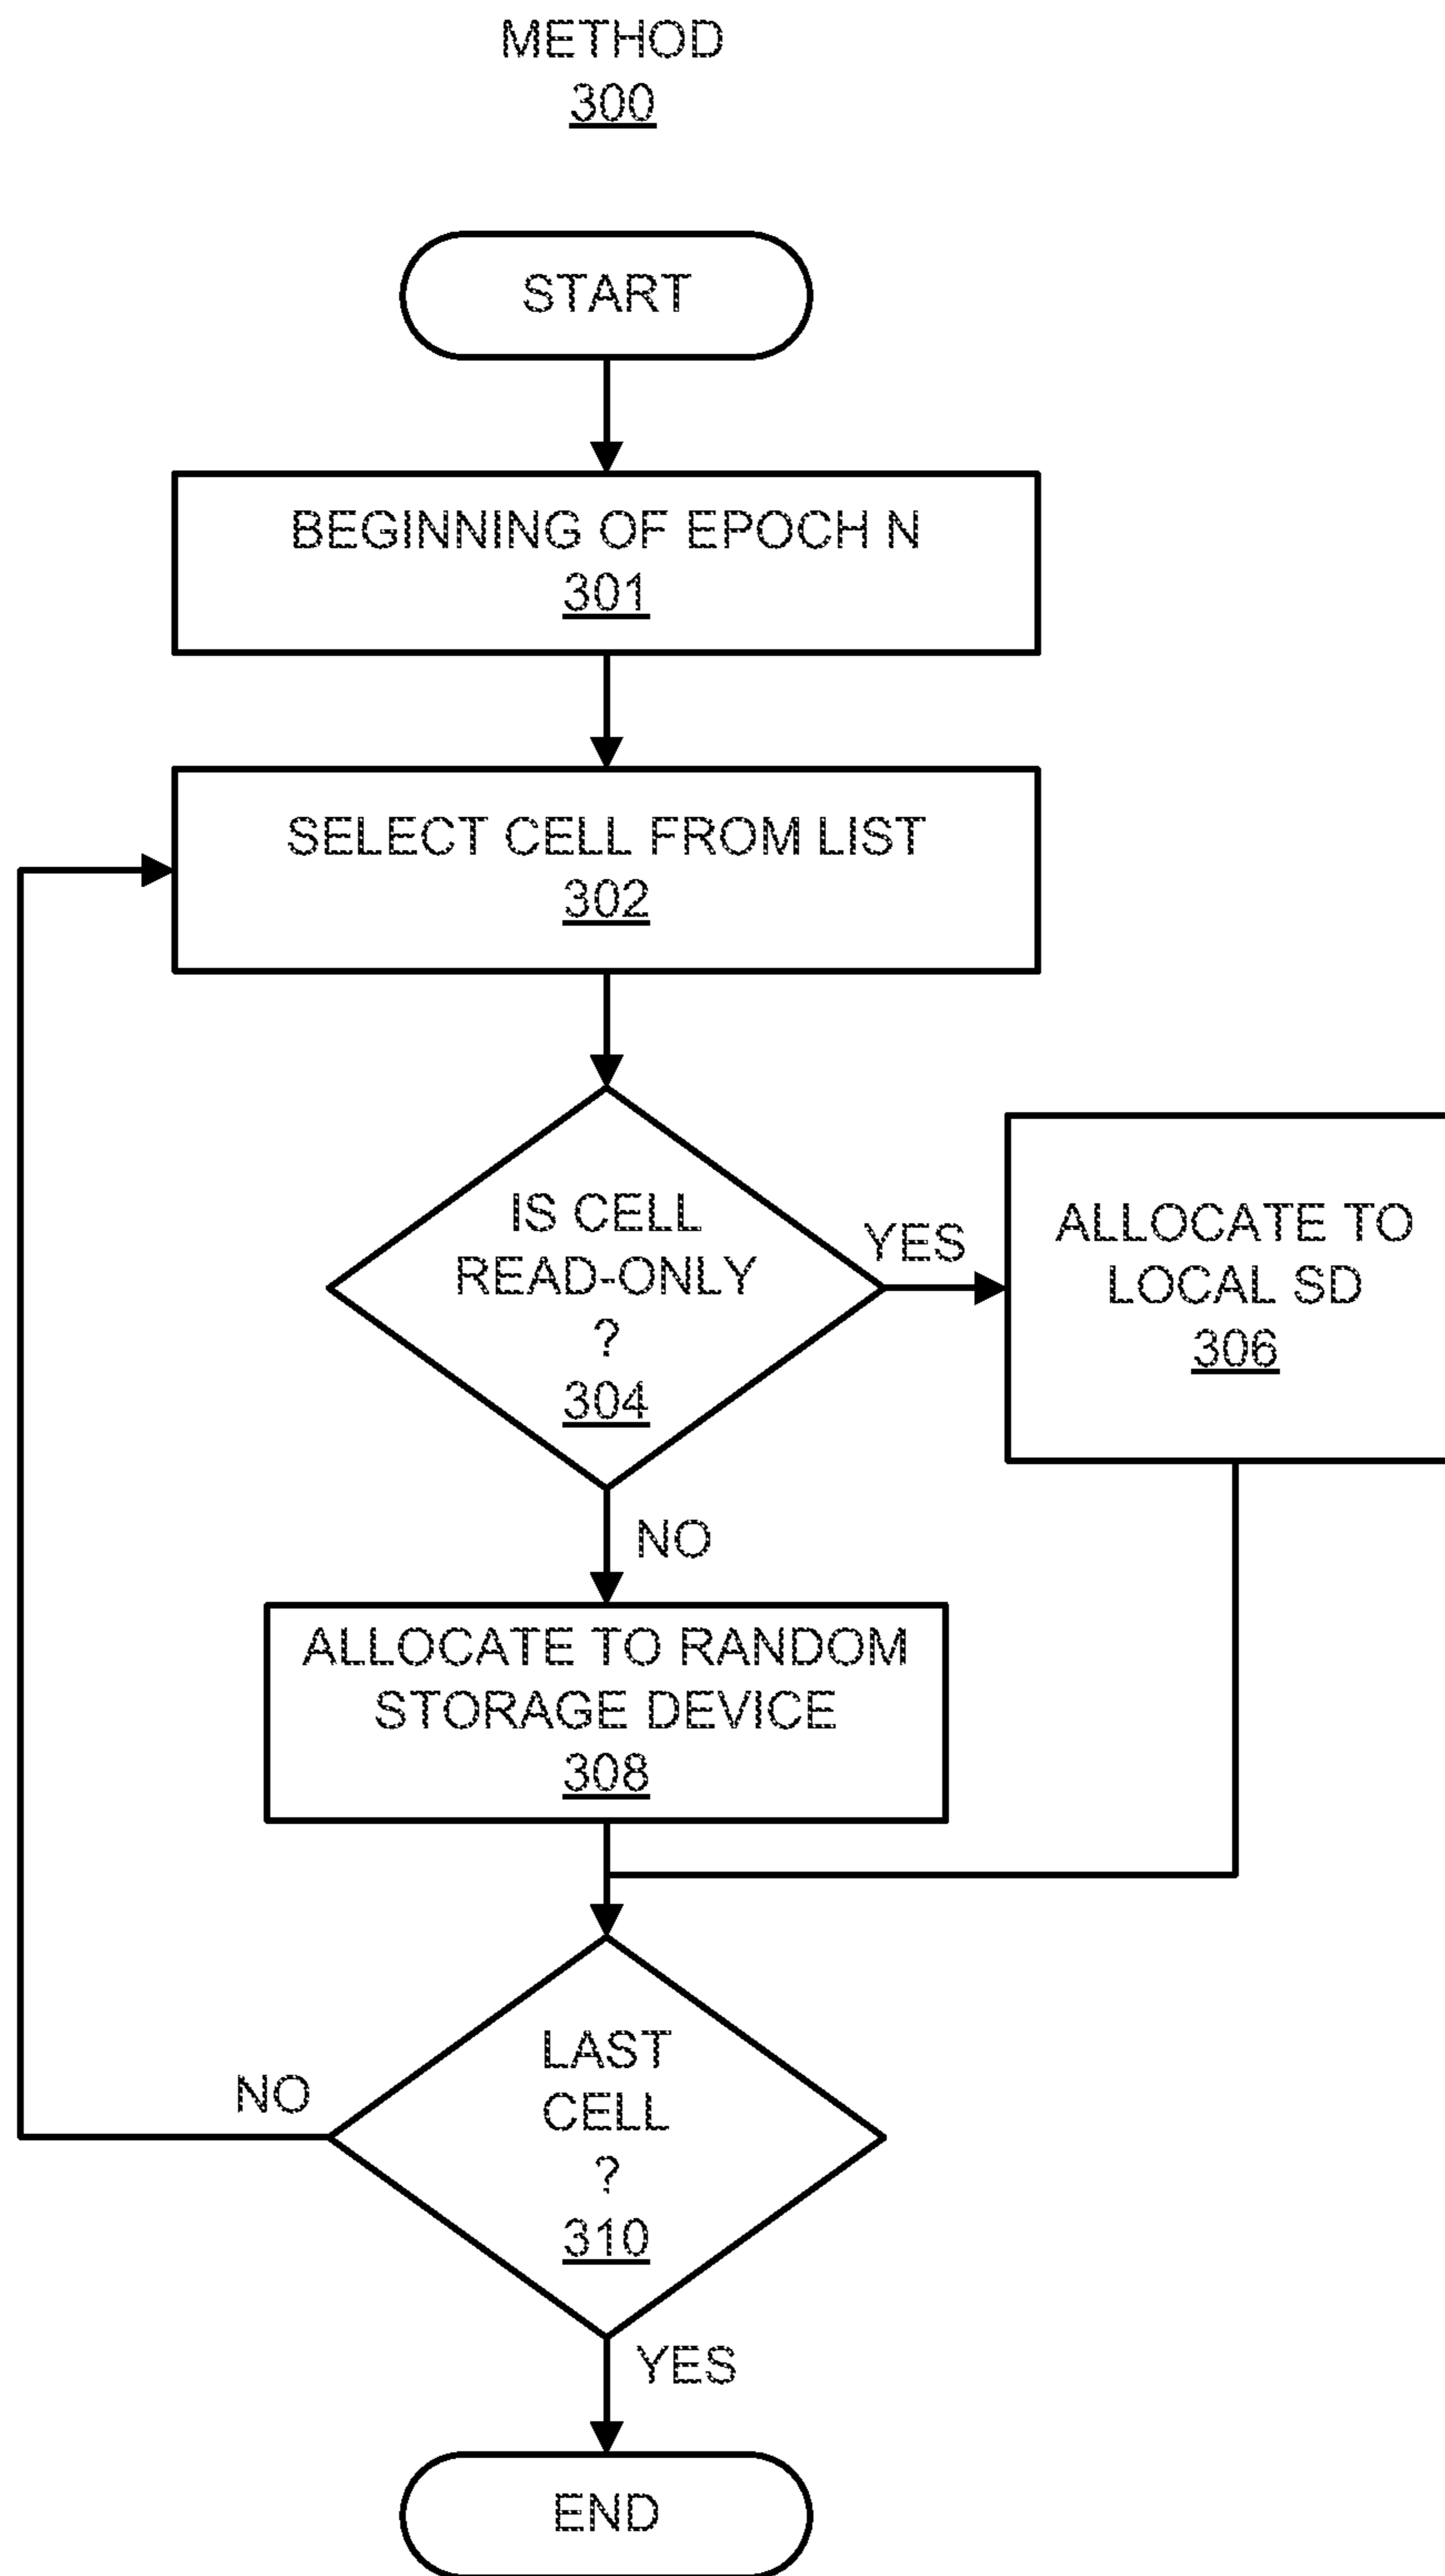 METHOD
300
START
BEGINNING OF EPOCH N
301
SELECT CELL FROM LIST
302
IS CELL
READ-ONLY
?
304
YES
ALLOCATE TO
LOCAL SD
306
NO
ALLOCATE TO RANDOM
STORAGE DEVICE
308
LAST
CELL
?
310
NO
YES
END